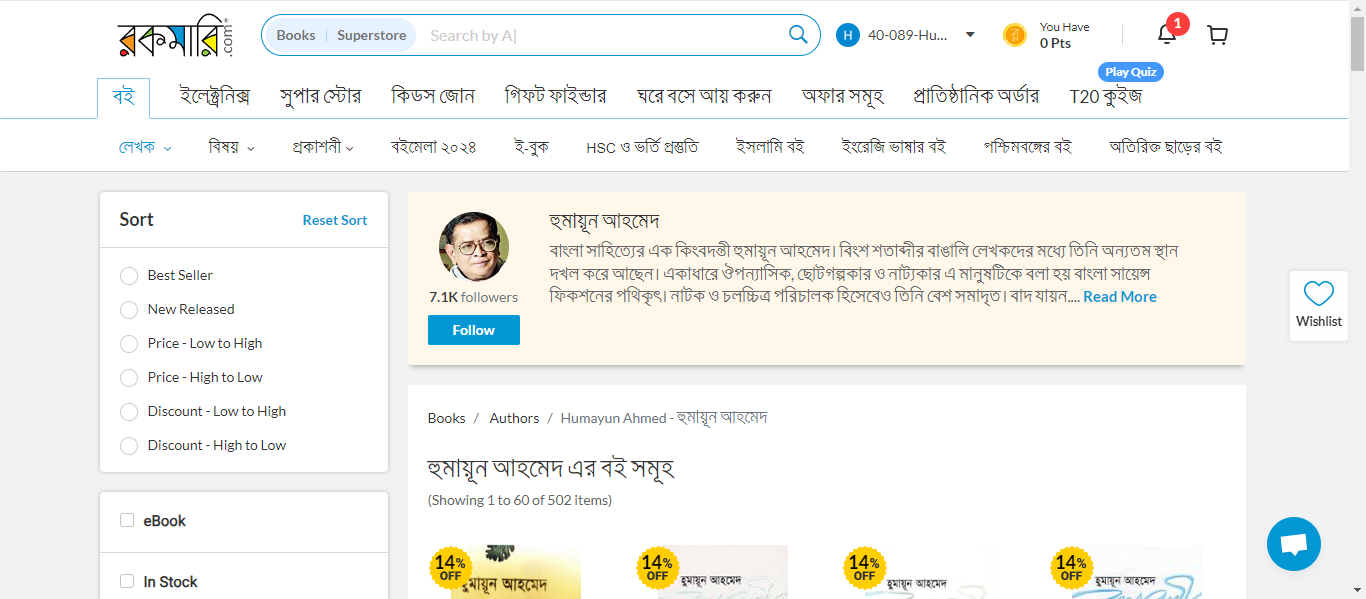 রকমারি.com
Books | Superstore Search by A|
H 40-089-Hu...
You Have
0 Pts
1
Play Quiz
বই ইলেক্ট্রনিক্স সুপার স্টোর কিডস জোন গিফট ফাইন্ডার ঘরে বসে আয় করুন অফার সমূহ প্রাতিষ্ঠানিক অর্ডার T20 কুইজ
লেখক বিষয় প্রকাশনী বইমেলা ২০২৪ ই-বুক HSC ও ভর্তি প্রস্তুতি ইসলামি বই ইংরেজি ভাষার বই পশ্চিমবঙ্গের বই অতিরিক্ত ছাড়ের বই
Sort Reset Sort
Best Seller
New Released
Price - Low to High
Price - High to Low
Discount - Low to High
Discount - High to Low
eBook
In Stock
হুমায়ূন আহমেদ
বাংলা সাহিত্যের এক কিংবদন্তী হুমায়ূন আহমেদ। বিংশ শতাব্দীর বাঙালি লেখকদের মধ্যে তিনি অন্যতম স্থান
দখল করে আছেন। একাধারে ঔপন্যাসিক, ছোটগল্পকার ও নাট্যকার এ মানুষটিকে বলা হয় বাংলা সায়েন্স
ফিকশনের পথিকৃৎ। নাটক ও চলচ্চিত্র পরিচালক হিসেবেও তিনি বেশ সমাদৃত। বাদ যায়ন.... Read More
7.1K followers
Follow
Wishlist
Books / Authors / Humayun Ahmed - হুমায়ূন আহমেদ
হুমায়ূন আহমেদ এর বই সমূহ
(Showing 1 to 60 of 502 items)
14% OFF হুমায়ূন আহমেদ
14% OFF হুমায়ূন আহমেদ
14% OFF হুমায়ূন আহমেদ
14% OFF হুমায়ূন আহমেদ